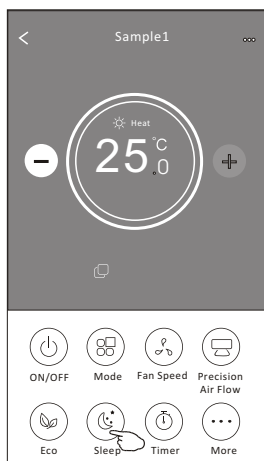 Sample1
Heat
25.0°C
ON/OFF
Mode
Fan Speed
Precision
Air Flow
Eco
Sleep
Timer
More